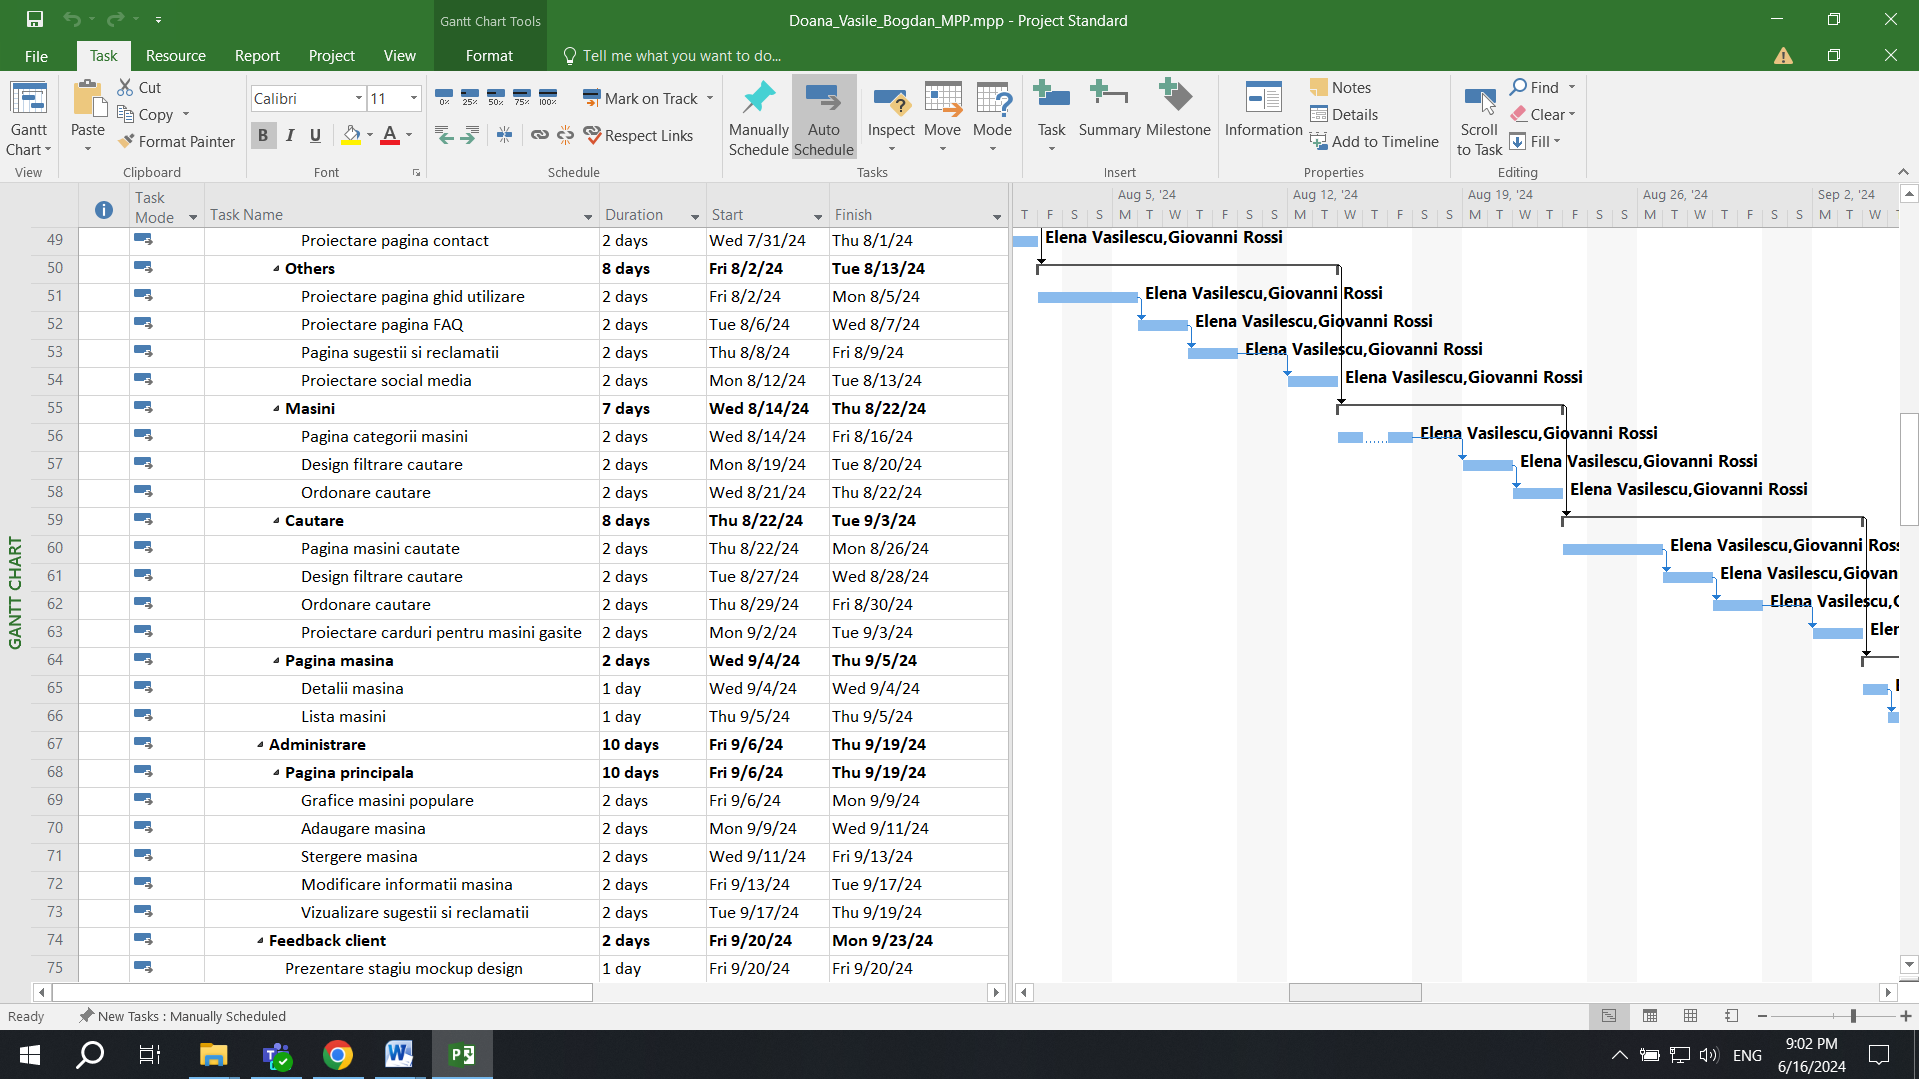 Gantt Chart Tools
Doana_Vasile_Bogdan_MPP.mpp - Project Standard
File Task Resource Report Project View Format Tell me what you want to do...
Gantt Chart
Paste
Cut
Copy
Format Painter
Calibri 11
B I U A
0% 25% 50% 75% 100%
Mark on Track
Respect Links
Manually Schedule
Auto Schedule
Inspect
Move
Mode
Task
Summary
Milestone
Information
Notes
Details
Add to Timeline
Scroll to Task
Find
Clear
Fill
View Clipboard Font Schedule Tasks Insert Properties Editing
Task Mode Task Name Duration Start Finish
Aug 5, '24 Aug 12, '24 Aug 19, '24 Aug 26, '24 Sep 2, '24
T F S S M T W T F S S M T W T F S S M T W T F S S M T W T F S S M T W
GANTT CHART
49 Proiectare pagina contact 2 days Wed 7/31/24 Thu 8/1/24 Elena Vasilescu,Giovanni Rossi
50 Others 8 days Fri 8/2/24 Tue 8/13/24
51 Proiectare pagina ghid utilizare 2 days Fri 8/2/24 Mon 8/5/24 Elena Vasilescu,Giovanni Rossi
52 Proiectare pagina FAQ 2 days Tue 8/6/24 Wed 8/7/24 Elena Vasilescu,Giovanni Rossi
53 Pagina sugestii si reclamatii 2 days Thu 8/8/24 Fri 8/9/24 Elena Vasilescu,Giovanni Rossi
54 Proiectare social media 2 days Mon 8/12/24 Tue 8/13/24 Elena Vasilescu,Giovanni Rossi
55 Masini 7 days Wed 8/14/24 Thu 8/22/24
56 Pagina categorii masini 2 days Wed 8/14/24 Fri 8/16/24 Elena Vasilescu,Giovanni Rossi
57 Design filtrare cautare 2 days Mon 8/19/24 Tue 8/20/24 Elena Vasilescu,Giovanni Rossi
58 Ordonare cautare 2 days Wed 8/21/24 Thu 8/22/24 Elena Vasilescu,Giovanni Rossi
59 Cautare 8 days Thu 8/22/24 Tue 9/3/24
60 Pagina masini cautate 2 days Thu 8/22/24 Mon 8/26/24 Elena Vasilescu,Giovanni Ross
61 Design filtrare cautare 2 days Tue 8/27/24 Wed 8/28/24 Elena Vasilescu,Giovan
62 Ordonare cautare 2 days Thu 8/29/24 Fri 8/30/24 Elena Vasilescu,G
63 Proiectare carduri pentru masini gasite 2 days Mon 9/2/24 Tue 9/3/24 Eler
64 Pagina masina 2 days Wed 9/4/24 Thu 9/5/24
65 Detalii masina 1 day Wed 9/4/24 Wed 9/4/24
66 Lista masini 1 day Thu 9/5/24 Thu 9/5/24
67 Administrare 10 days Fri 9/6/24 Thu 9/19/24
68 Pagina principala 10 days Fri 9/6/24 Thu 9/19/24
69 Grafice masini populare 2 days Fri 9/6/24 Mon 9/9/24
70 Adaugare masina 2 days Mon 9/9/24 Wed 9/11/24
71 Stergere masina 2 days Wed 9/11/24 Fri 9/13/24
72 Modificare informatii masina 2 days Fri 9/13/24 Tue 9/17/24
73 Vizualizare sugestii si reclamatii 2 days Tue 9/17/24 Thu 9/19/24
74 Feedback client 2 days Fri 9/20/24 Mon 9/23/24
75 Prezentare stagiu mockup design 1 day Fri 9/20/24 Fri 9/20/24
Ready New Tasks : Manually Scheduled
ENG
9:02 PM
6/16/2024